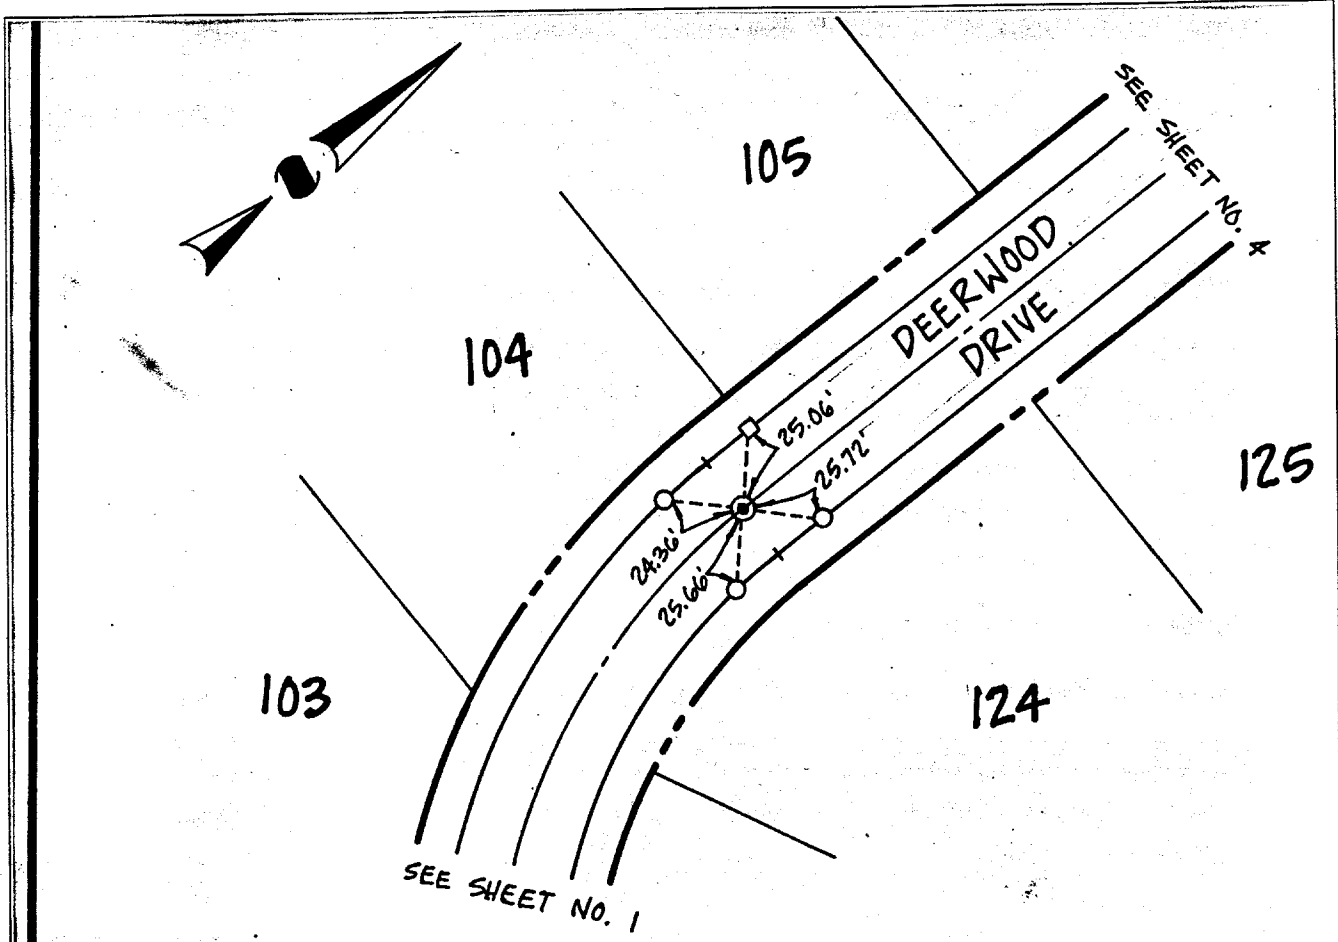 SEE SHEET NO. 4
105
DEERWOOD
DRIVE
104
25.06'
25.72'
125
24.36'
25.66'
103
124
SEE SHEET NO. 1